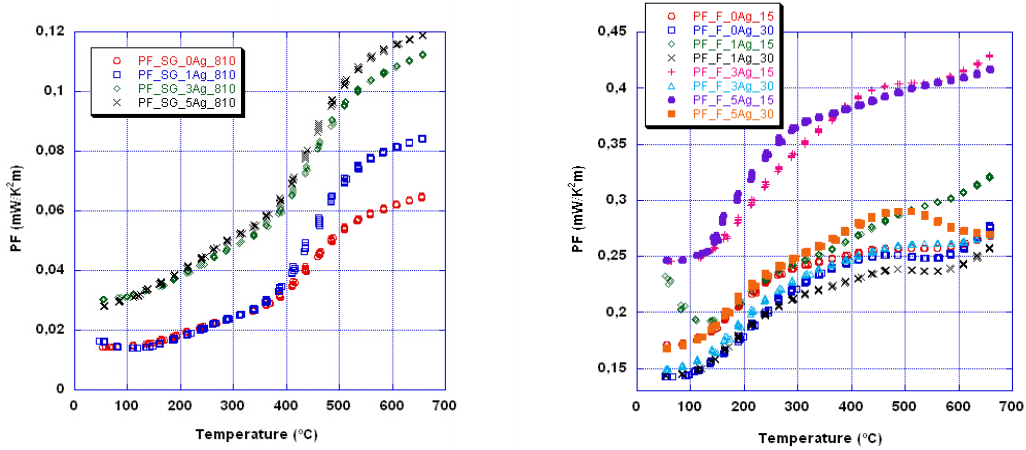 PF_SG_0Ag_810
PF_SG_1Ag_810
PF_SG_3Ag_810
PF_SG_5Ag_810
0,12
0,1
0,08
0,06
0,04
0,02
0
PF (mW/K²m)
0 100 200 300 400 500 600 700
Temperature (°C)
PF_F_0Ag_15
PF_F_0Ag_30
PF_F_1Ag_15
PF_F_1Ag_30
PF_F_3Ag_15
PF_F_3Ag_30
PF_F_5Ag_15
PF_F_5Ag_30
0,45
0,4
0,35
0,3
0,25
0,2
0,15
PF (mW/K²m)
0 100 200 300 400 500 600 700
Temperature (°C)